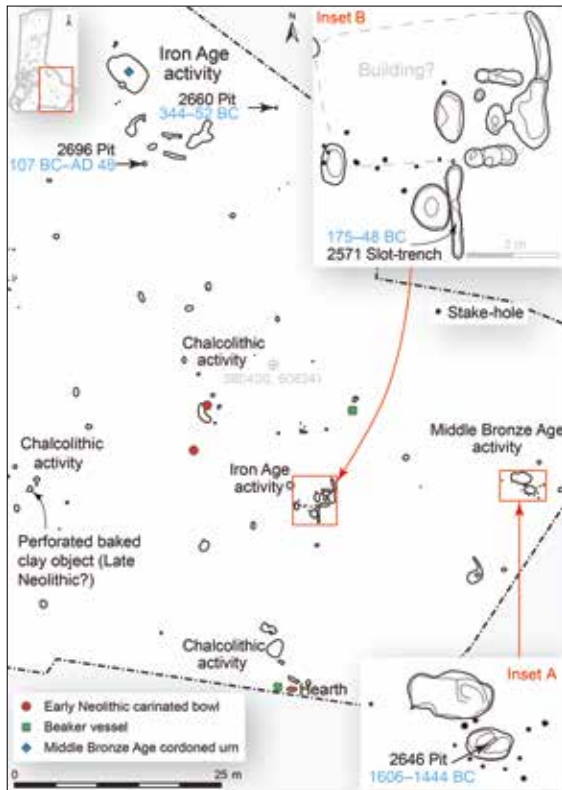 N
Iron Age
activity
2660 Pit
344–52 BC
2696 Pit
107 BC–AD 48
Inset B
Building?
175–48 BC
2571 Slot-trench
2 m
Stake-hole
Chalcolithic
activity
Chalcolithic
activity
Iron Age
activity
Middle Bronze Age
activity
Perforated baked
clay object (Late
Neolithic?)
Chalcolithic
activity
Hearth
Inset A
2646 Pit
1606–1444 BC
Early Neolithic carinated bowl
Beaker vessel
Middle Bronze Age cordoned urn
0
25 m